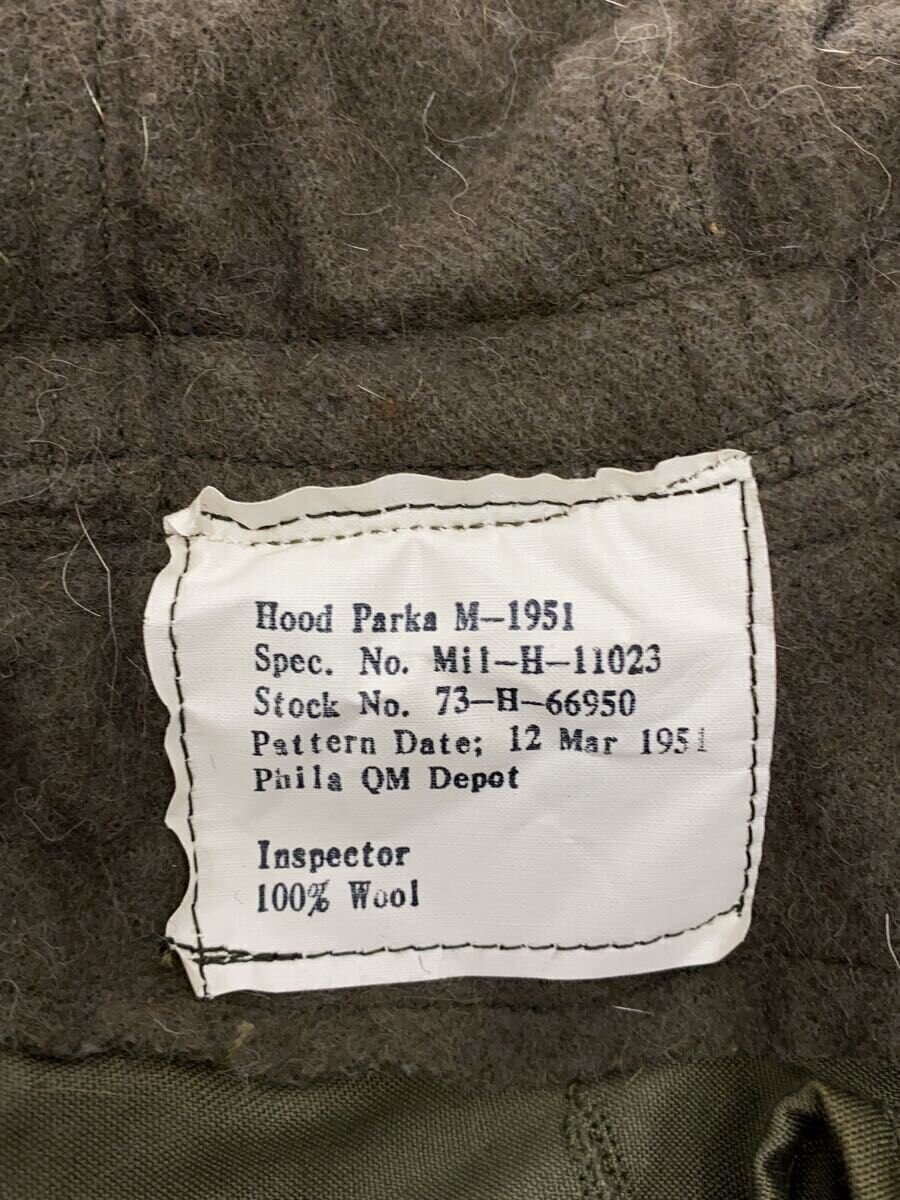 Hood Parka M-1951
Spec. No. Mil-H-11023
Stock No. 73-H-66950
Pattern Date; 12 Mar 1951
Phila QM Depot
Inspector
100% Wool